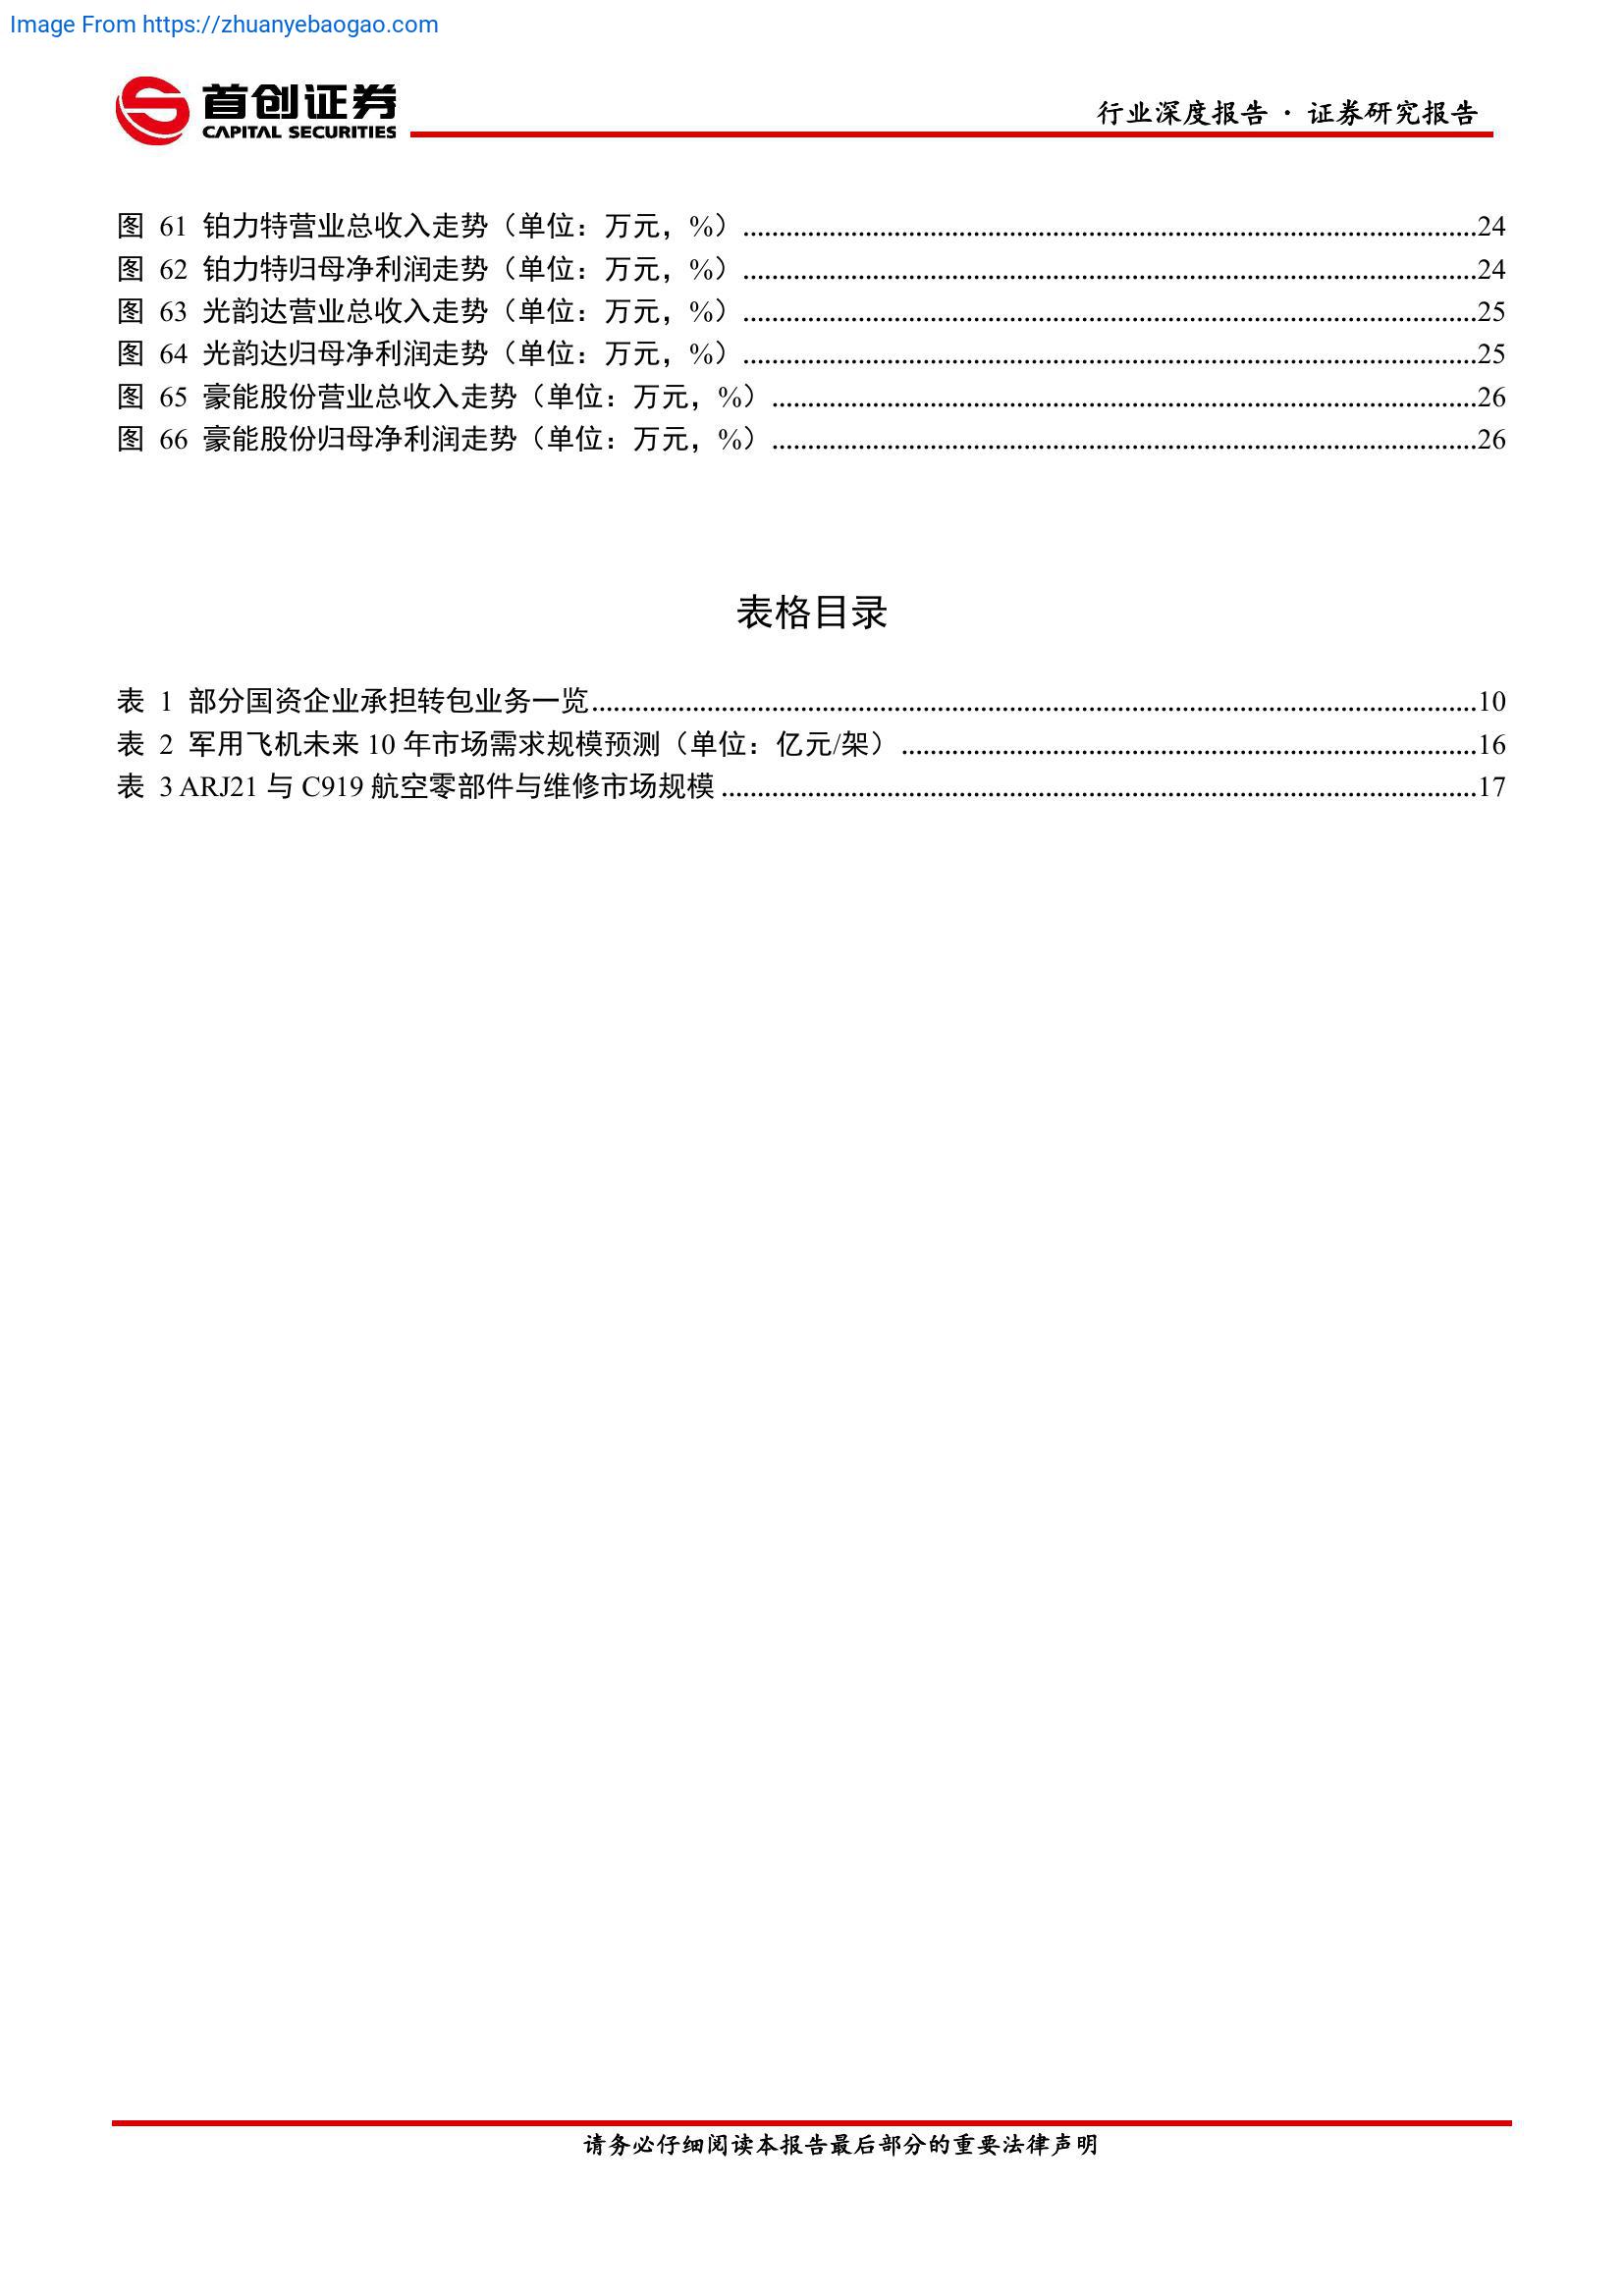 Image From https://zhuanyebaogao.com
首创证券
CAPITAL SECURITIES
行业深度报告 · 证券研究报告
图 61 铂力特营业总收入走势（单位：万元，%）......24
图 62 铂力特归母净利润走势（单位：万元，%）......24
图 63 光韵达营业总收入走势（单位：万元，%）......25
图 64 光韵达归母净利润走势（单位：万元，%）......25
图 65 豪能股份营业总收入走势（单位：万元，%）......26
图 66 豪能股份归母净利润走势（单位：万元，%）......26
表格目录
表 1 部分国资企业承担转包业务一览......10
表 2 军用飞机未来 10 年市场需求规模预测（单位：亿元/架）......16
表 3 ARJ21 与 C919 航空零部件与维修市场规模......17
请务必仔细阅读本报告最后部分的重要法律声明